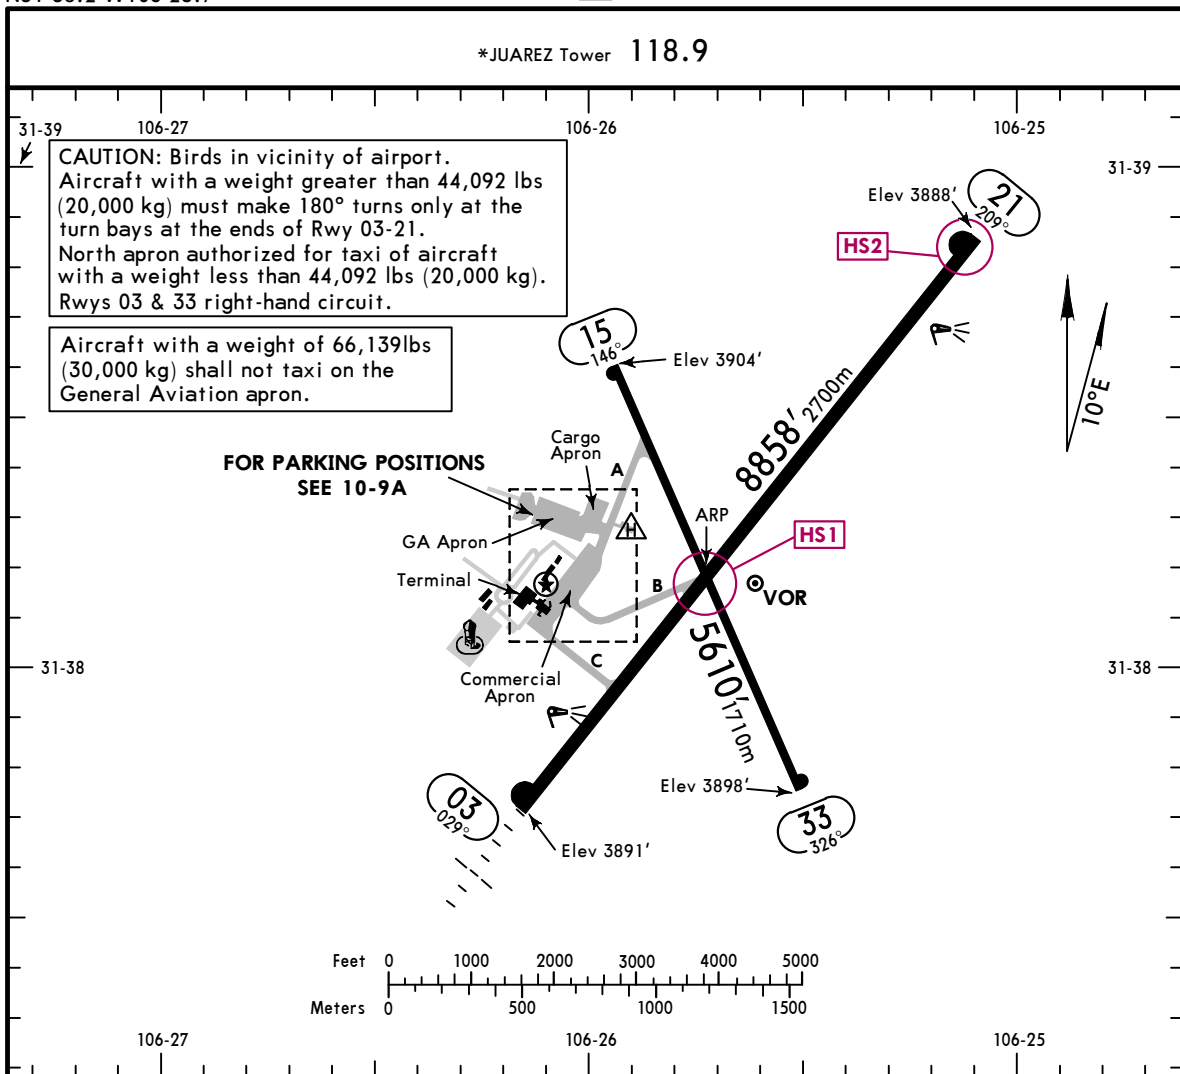 *JUAREZ Tower 118.9
106-27
106-26
106-25
31-39
31-39
CAUTION: Birds in vicinity of airport.
Aircraft with a weight greater than 44,092 lbs
(20,000 kg) must make 180° turns only at the
turn bays at the ends of Rwy 03-21.
North apron authorized for taxi of aircraft
with a weight less than 44,092 lbs (20,000 kg).
Rwys 03 & 33 right-hand circuit.
Aircraft with a weight of 66,139lbs
(30,000 kg) shall not taxi on the
General Aviation apron.
Elev 3888'
21
209°
HS2
15
146°
Elev 3904'
10°E
8858' 2700m
Cargo
Apron
A
FOR PARKING POSITIONS
SEE 10-9A
ARP
H
HS1
GA Apron
Terminal
B
VOR
5610' 1710m
31-38
31-38
C
Commercial
Apron
Elev 3898'
03
029°
33
326°
Elev 3891'
Feet 0 1000 2000 3000 4000 5000
Meters 0 500 1000 1500
106-27
106-26
106-25